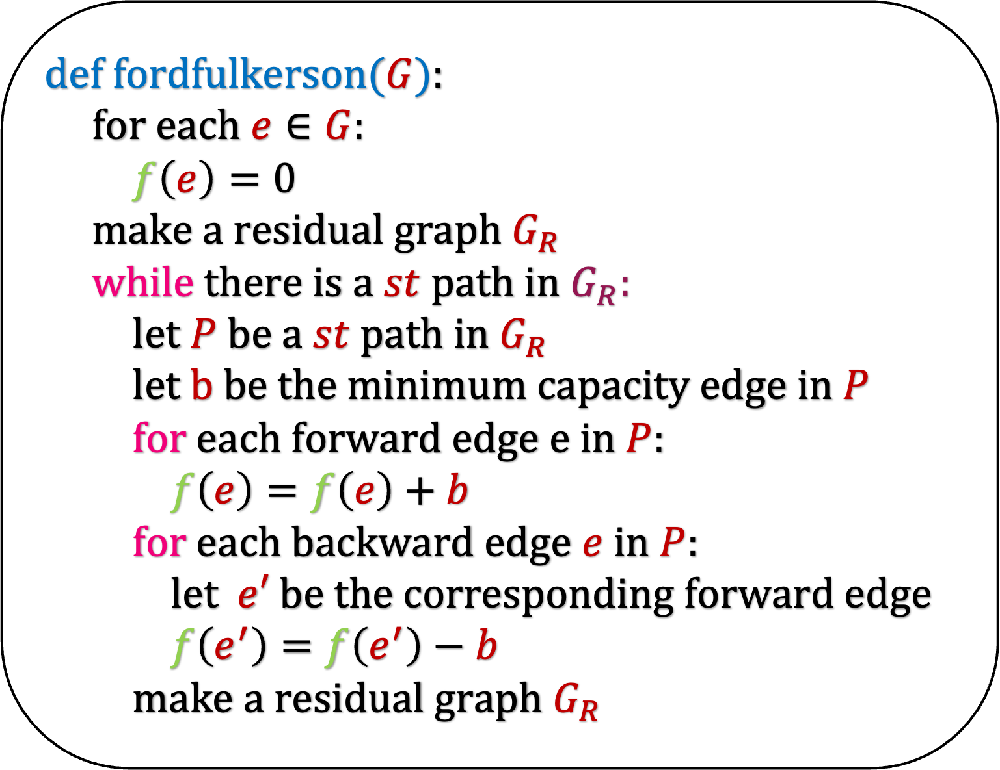 def fordfulkerson(G):
for each e ∈ G:
f(e) = 0
make a residual graph G_R
while there is a st path in G_R:
let P be a st path in G_R
let b be the minimum capacity edge in P
for each forward edge e in P:
f(e) = f(e) + b
for each backward edge e in P:
let e′ be the corresponding forward edge
f(e′) = f(e′) − b
make a residual graph G_R